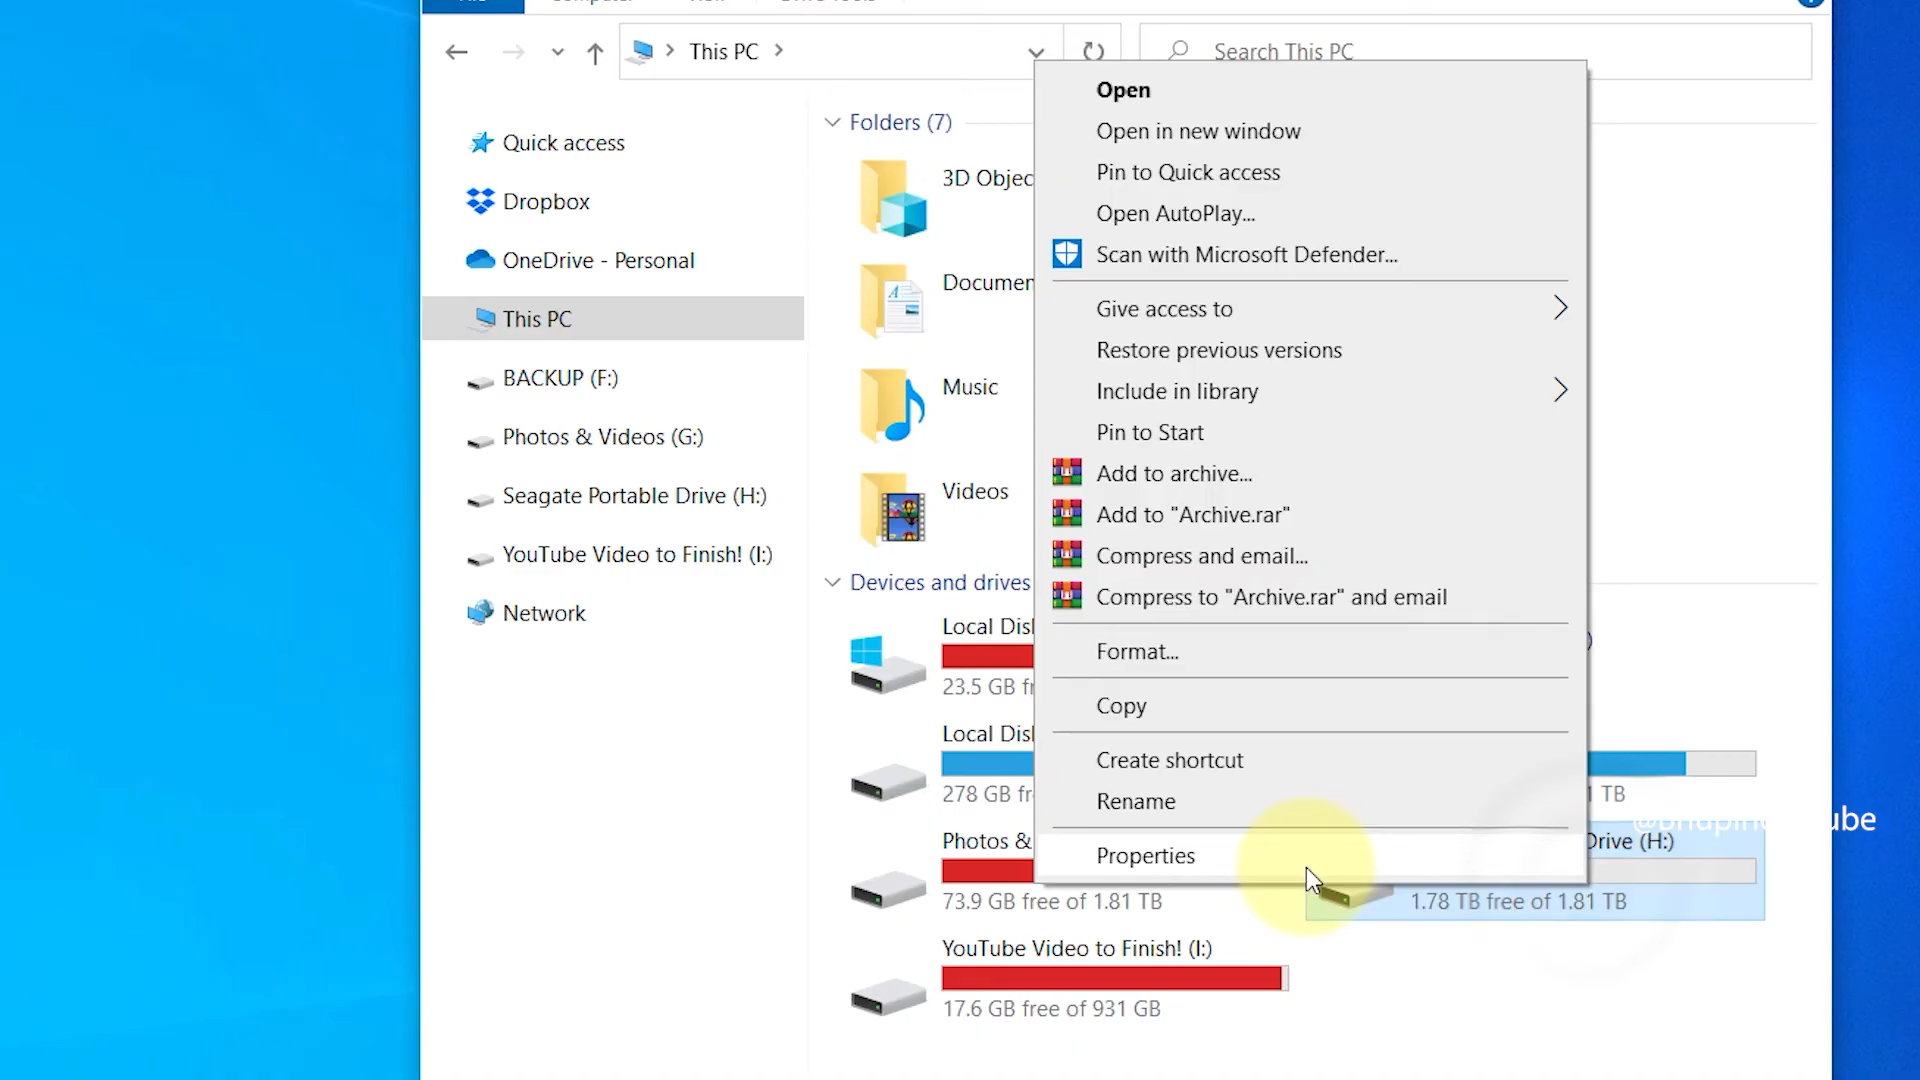 This PC
Search This PC
Quick access
Dropbox
OneDrive - Personal
This PC
BACKUP (F:)
Photos & Videos (G:)
Seagate Portable Drive (H:)
YouTube Video to Finish! (I:)
Network
Folders (7)
3D Objec
Documen
Music
Videos
Devices and drives
Local Dis
23.5 GB fr
Local Dis
278 GB fr
1 TB
Photos &
73.9 GB free of 1.81 TB
Drive (H:)
1.78 TB free of 1.81 TB
YouTube Video to Finish! (I:)
17.6 GB free of 931 GB
Open
Open in new window
Pin to Quick access
Open AutoPlay...
Scan with Microsoft Defender...
Give access to
Restore previous versions
Include in library
Pin to Start
Add to archive...
Add to "Archive.rar"
Compress and email...
Compress to "Archive.rar" and email
Format...
Copy
Create shortcut
Rename
Properties